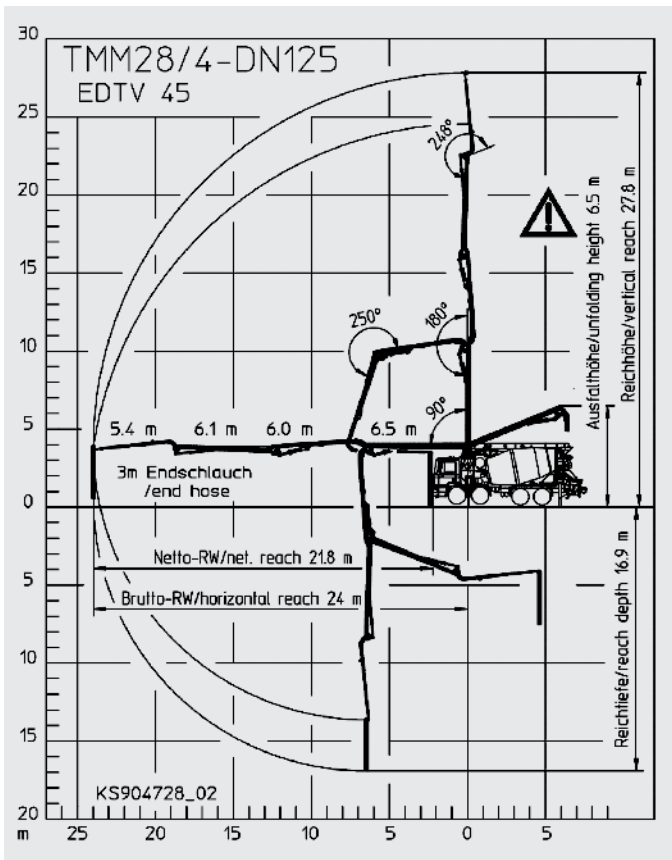 30
TMM28/4-DN125
EDTV 45
25
248°
20
Ausfalthöhe/unfolding height 6.5 m
Reichhöhe/vertical reach 27.8 m
15
250°
180°
10
90°
5
5.4 m 6.1 m 6.0 m 6.5 m
3m Endschlauch
/end hose
0
Netto-RW/net. reach 21.8 m
5
Brutto-RW/horizontal reach 24 m
Reichtiefe/reach depth 16.9 m
10
15
KS904728_02
20
m 25 20 15 10 5 0 5